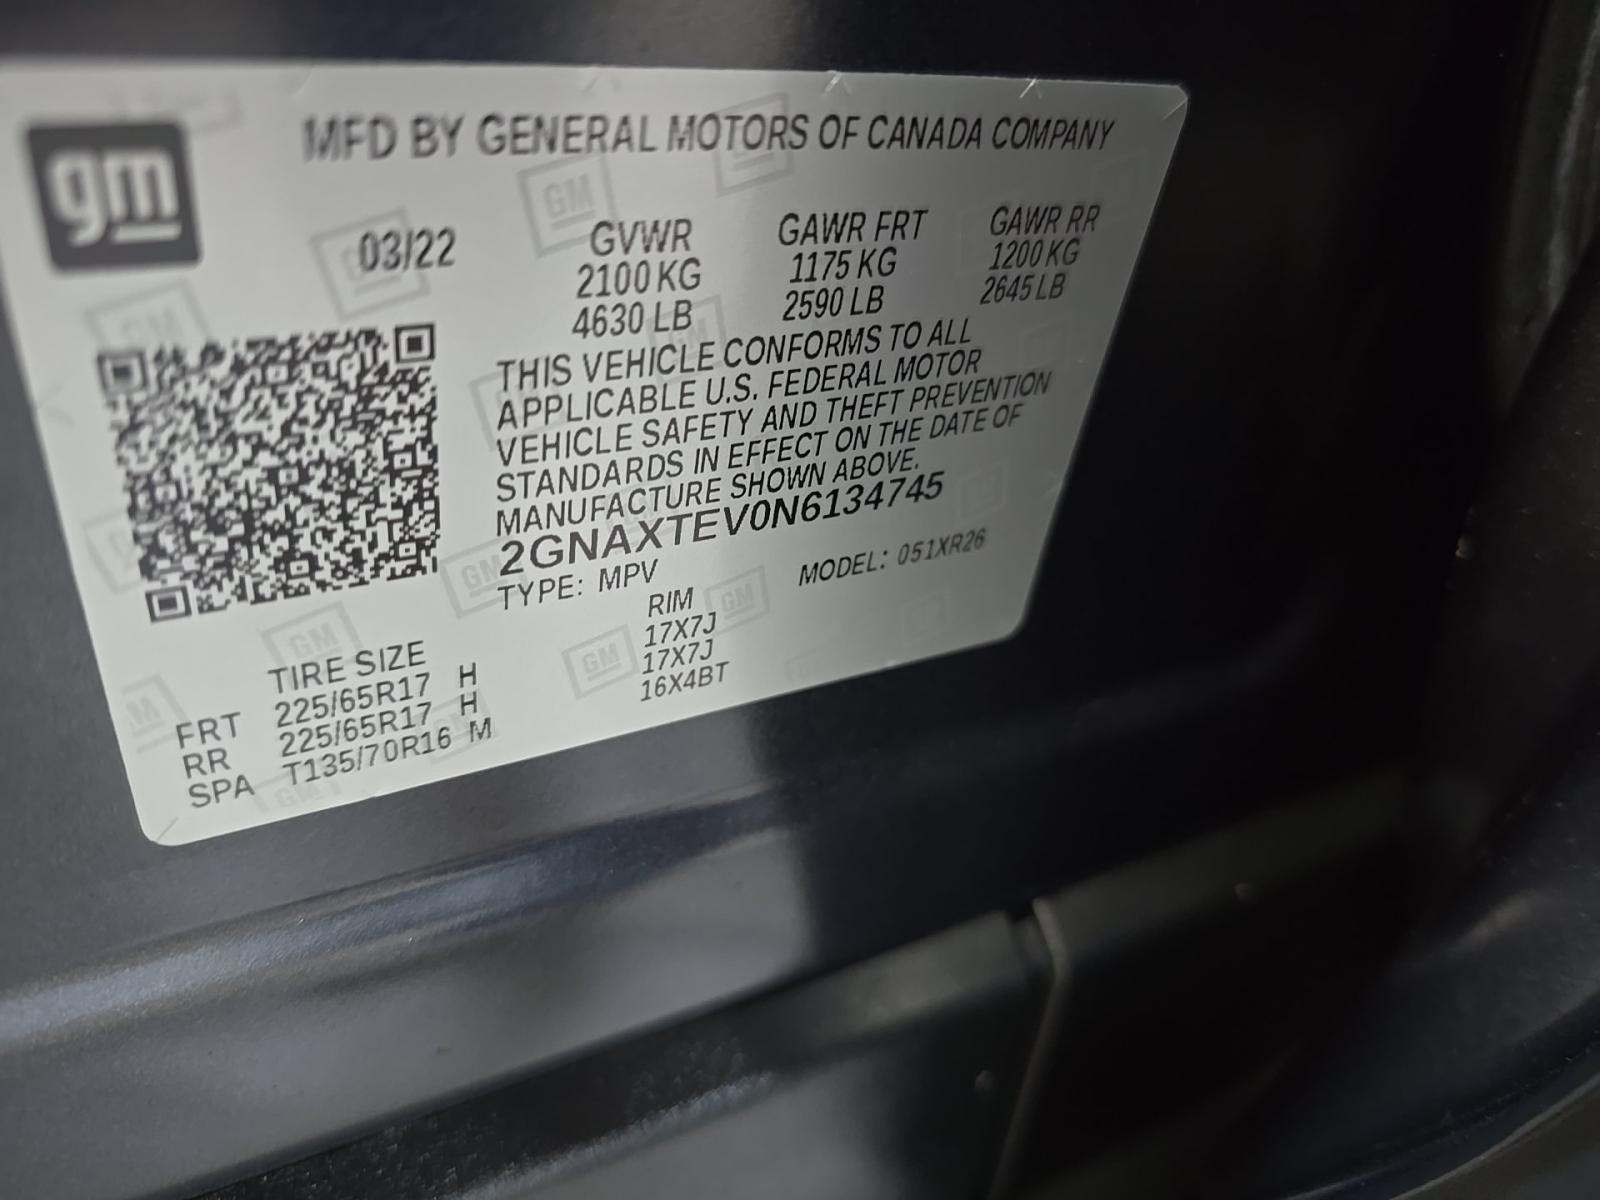 gm
MFD BY GENERAL MOTORS OF CANADA COMPANY
03/22
GVWR
2100 KG
4630 LB
GAWR FRT
1175 KG
2590 LB
GAWR RR
1200 KG
2645 LB
THIS VEHICLE CONFORMS TO ALL
APPLICABLE U.S. FEDERAL MOTOR
VEHICLE SAFETY AND THEFT PREVENTION
STANDARDS IN EFFECT ON THE DATE OF
MANUFACTURE SHOWN ABOVE.
2GNAXTEV0N6134745
TYPE: MPV MODEL: 051XR26
TIRE SIZE RIM
FRT 225/65R17 H 17X7J
RR 225/65R17 H 17X7J
SPA T135/70R16 M 16X4BT